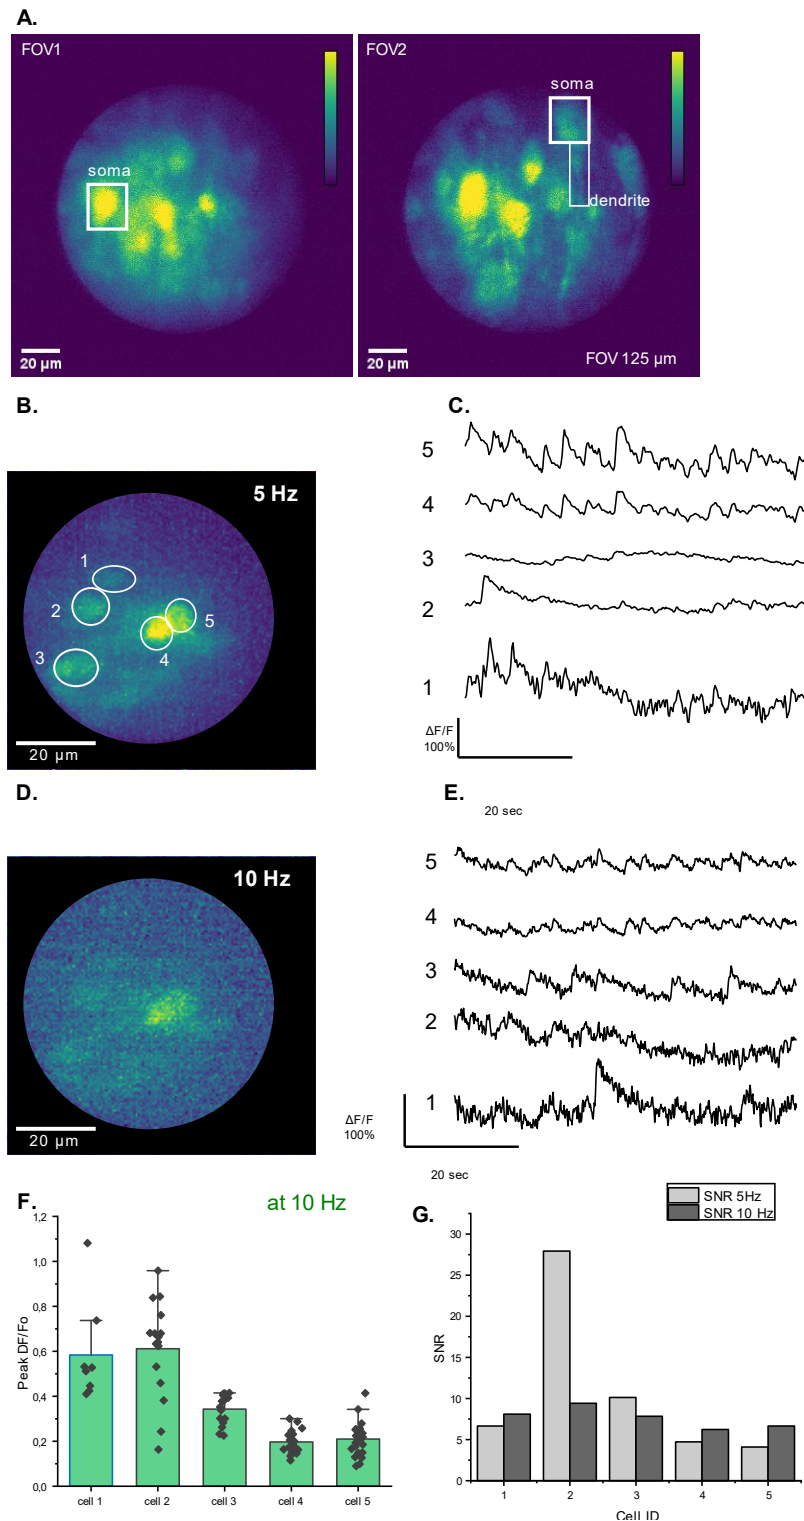 A.
FOV1
soma
20 µm
FOV2
soma
dendrite
20 µm
FOV 125 µm
B.
5 Hz
1
2
3
4
5
20 µm
C.
5
4
3
2
1
ΔF/F
100%
20 sec
D.
10 Hz
20 µm
E.
5
4
3
2
1
ΔF/F
100%
20 sec
F.
at 10 Hz
Peak DF/Fo
1,2
1,0
0,8
0,6
0,4
0,2
0,0
cell 1 cell 2 cell 3 cell 4 cell 5
G.
SNR 5Hz
SNR 10 Hz
SNR
30
25
20
15
10
5
0
1 2 3 4 5
Cell ID